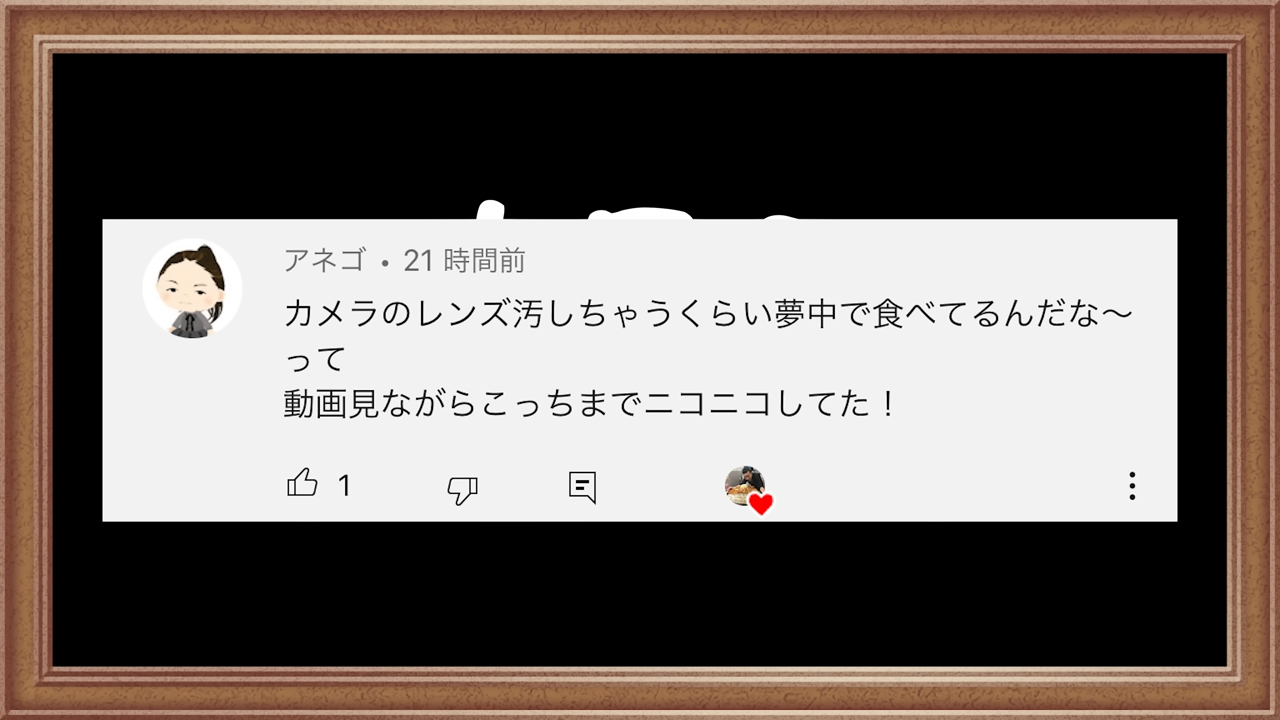 アネゴ • 21 時間前
カメラのレンズ汚しちゃうくらい夢中で食べてるんだな〜
って
動画見ながらこっちまでニコニコしてた！
1